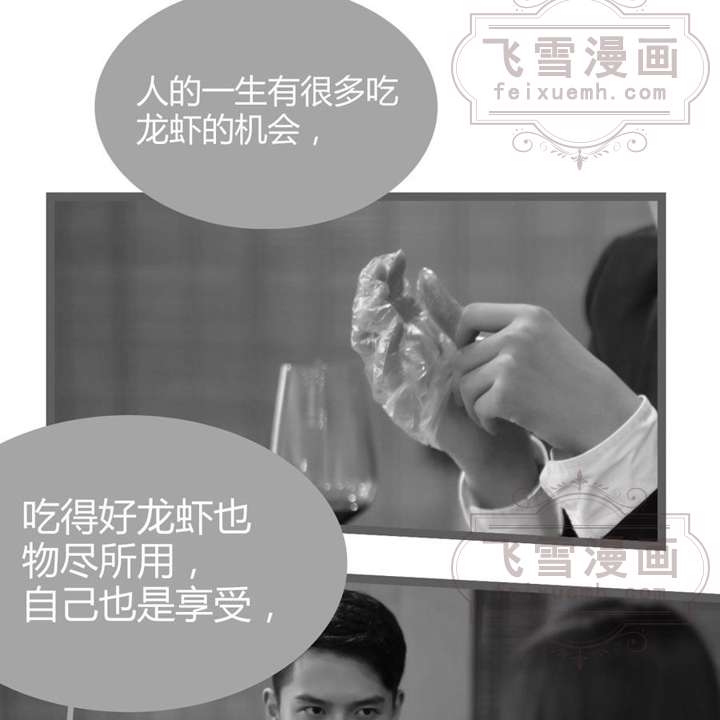 飞雪漫画
feixuemh.com
人的一生有很多吃
龙虾的机会，
吃得好龙虾也
物尽所用，
自己也是享受，
飞雪漫画
feixuemh.com